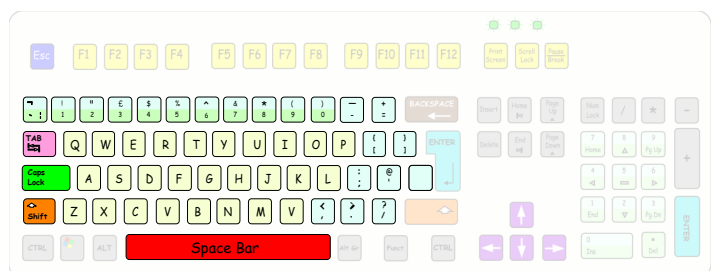 Esc F1 F2 F3 F4 F5 F6 F7 F8 F9 F10 F11 F12 Print Screen Scroll Lock Pause Break
¬ ! " £ $ % ^ & * ( ) — + BACKSPACE Insert Home Page Up Num Lock / * -
` ¦ 1 2 3 4 5 6 7 8 9 0 - =
TAB Q W E R T Y U I O P { [ } ] ENTER Delete End Page Down 7 Home 8 9 Pg Up +
Caps Lock A S D F G H J K L : ; @ ' 4 5 6
Shift Z X C V B N M V < , > . ? / 1 End 2 3 Pg Dn ENTER
CTRL ALT Space Bar Alt Gr Funct CTRL 0 Ins . Del